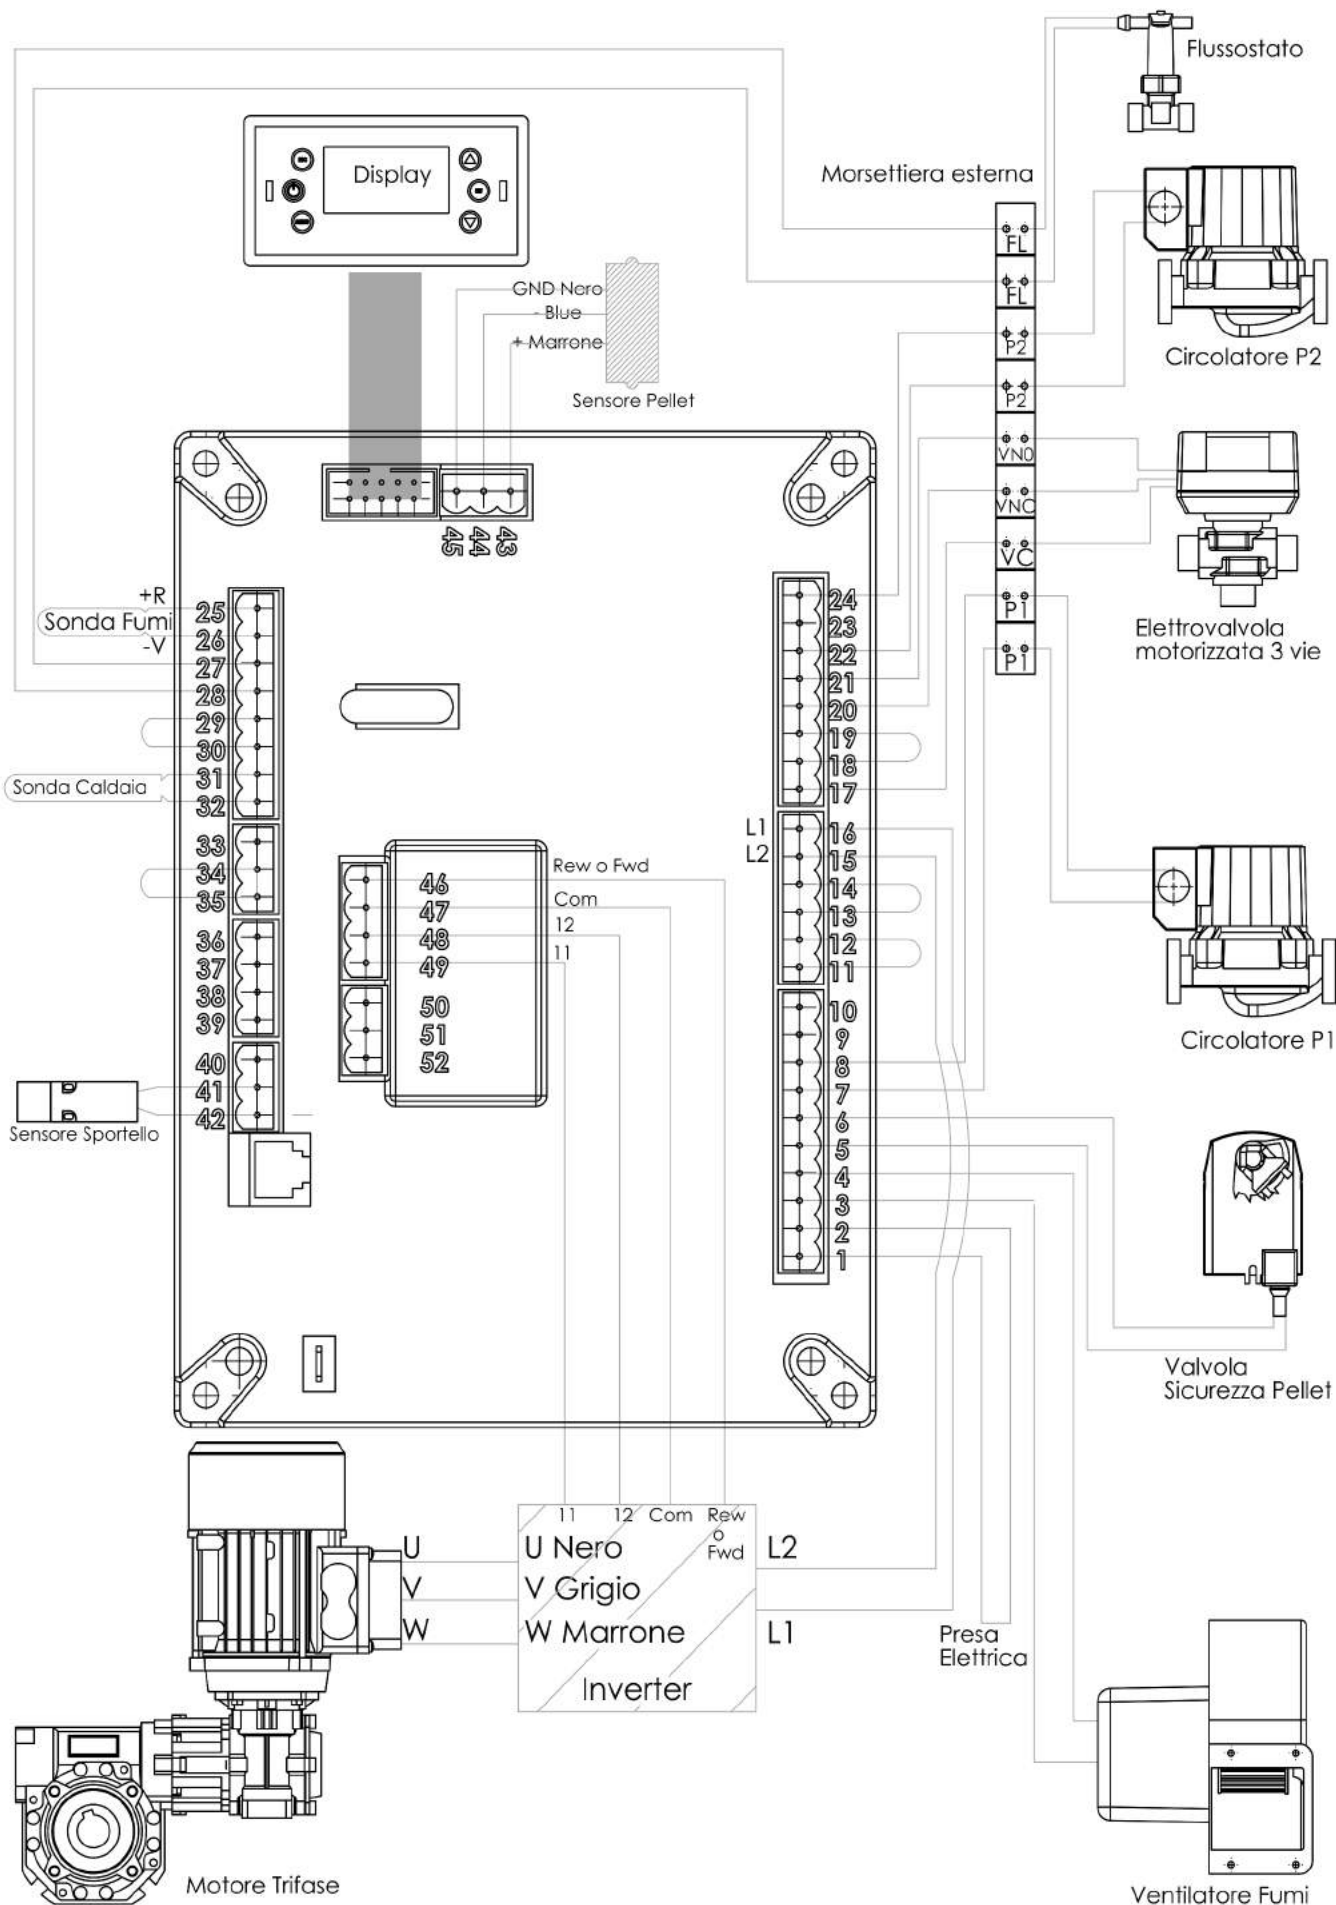 Flussostato
Display
Morsettiera esterna
FL
FL
P2
P2
VN0
VNC
VC
P1
P1
Circolatore P2
GND Nero
- Blue
+ Marrone
Sensore Pellet
45
44
43
Elettrovalvola
motorizzata 3 vie
+R
Sonda Fumi
-V
Sonda Caldaia
25
26
27
28
29
30
31
32
33
34
35
36
37
38
39
40
41
42
Sensore Sportello
24
23
22
21
20
19
18
17
L1
L2
16
15
14
13
12
11
10
9
8
7
6
5
4
3
2
1
46
47
48
49
50
51
52
Rew o Fwd
Com
12
11
Circolatore P1
Valvola
Sicurezza Pellet
11 12 Com Rew
o
Fwd
U
V
W
U Nero
V Grigio
W Marrone
Inverter
L2
L1
Presa
Elettrica
Motore Trifase
Ventilatore Fumi